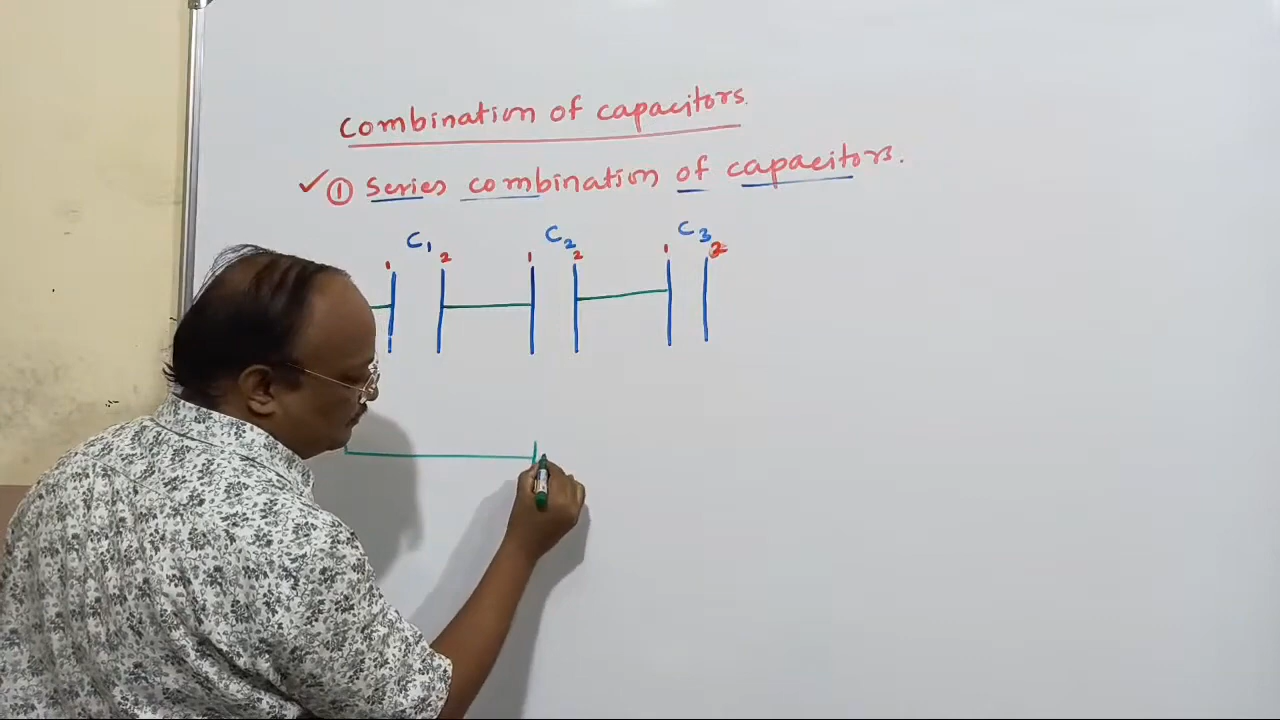 Combination of capacitors.
✓ ① Series combination of capacitors.
C₁ C₂ C₃
1 2 1 2 1 2